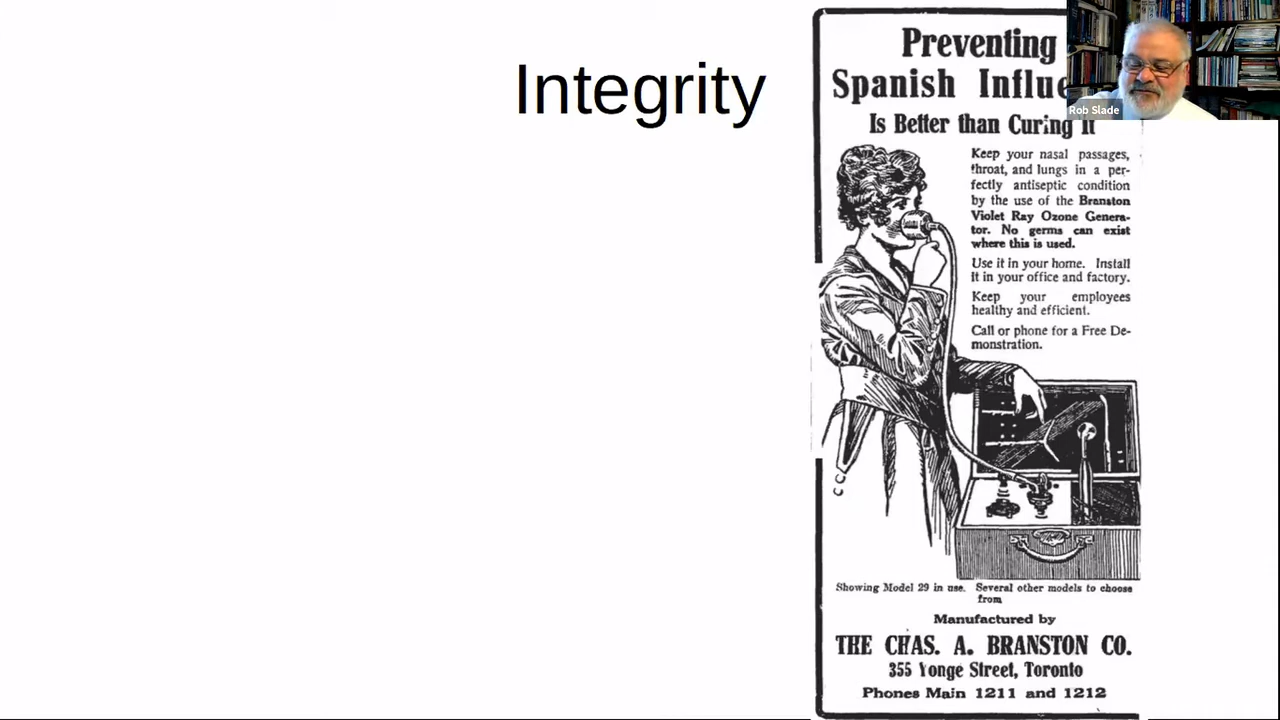 Integrity
Preventing
Spanish
Is Better than Curing It
Keep your nasal passages,
throat, and lungs in a per-
fectly antiseptic condition
by the use of the Branston
Violet Ray Ozone Genera-
tor. No germs can exist
where this is used.
Use it in your home. Install
it in your office and factory.
Keep your employees
healthy and efficient.
Call or phone for a Free De-
monstration.
Showing Model 29 in use. Several other models to choose
from
Manufactured by
THE CHAS. A. BRANSTON CO.
355 Yonge Street, Toronto
Phones Main 1211 and 1212
Rob Slade